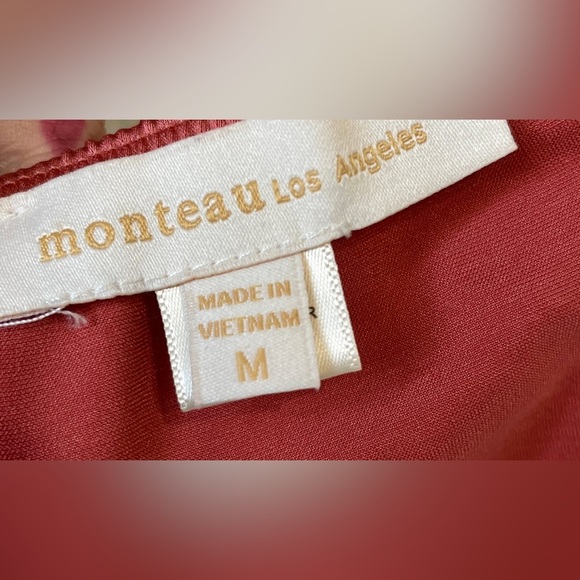 monteau Los Angeles
MADE IN
VIETNAM
M
R